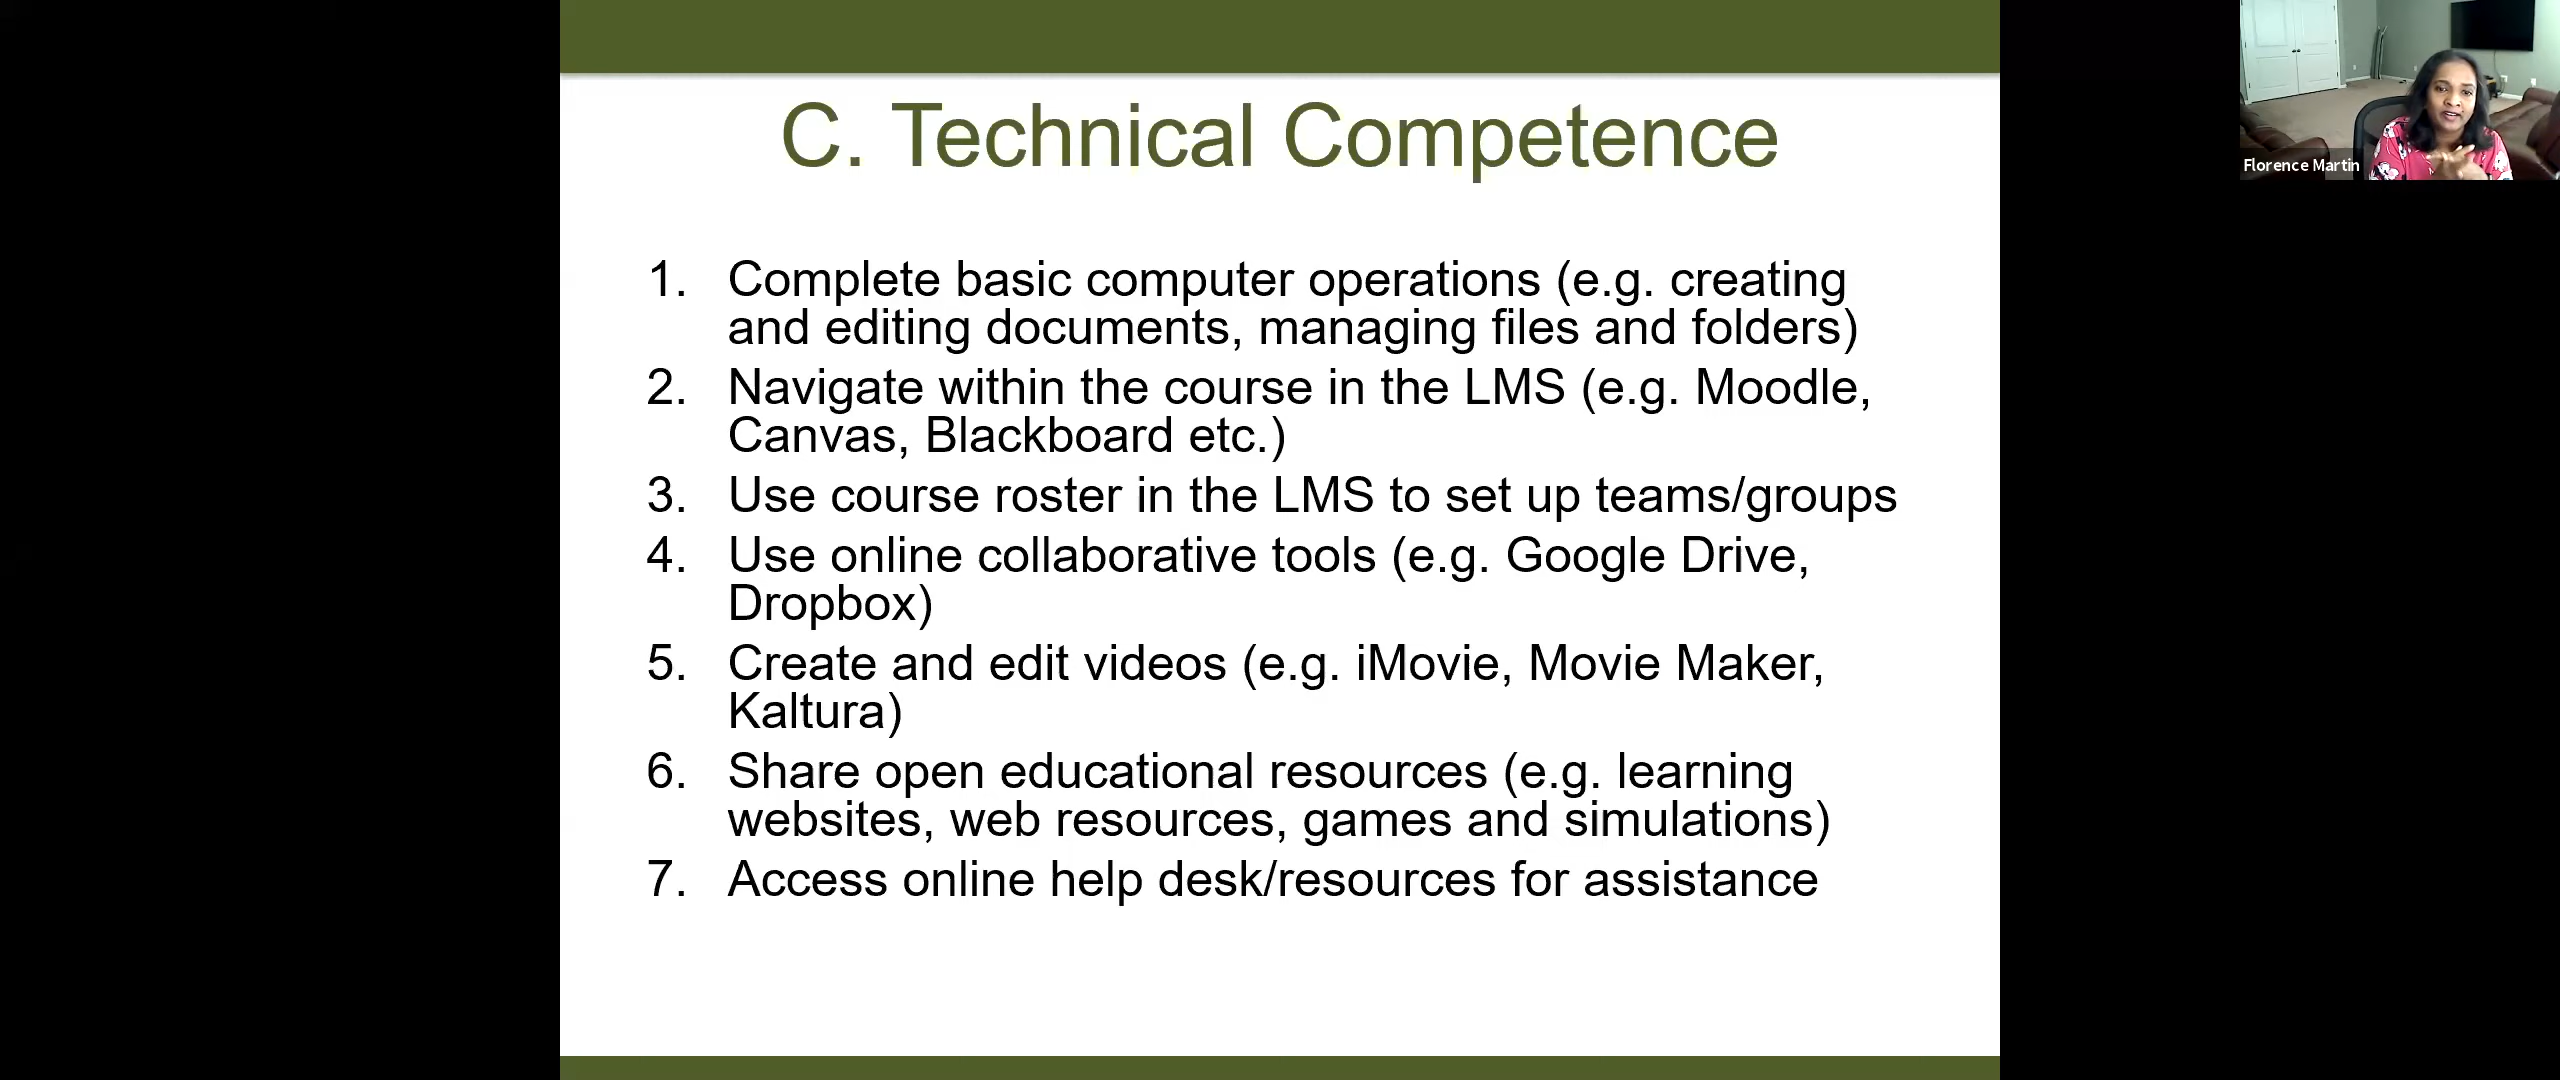 C. Technical Competence
1. Complete basic computer operations (e.g. creating
and editing documents, managing files and folders)
2. Navigate within the course in the LMS (e.g. Moodle,
Canvas, Blackboard etc.)
3. Use course roster in the LMS to set up teams/groups
4. Use online collaborative tools (e.g. Google Drive,
Dropbox)
5. Create and edit videos (e.g. iMovie, Movie Maker,
Kaltura)
6. Share open educational resources (e.g. learning
websites, web resources, games and simulations)
7. Access online help desk/resources for assistance
Florence Martin